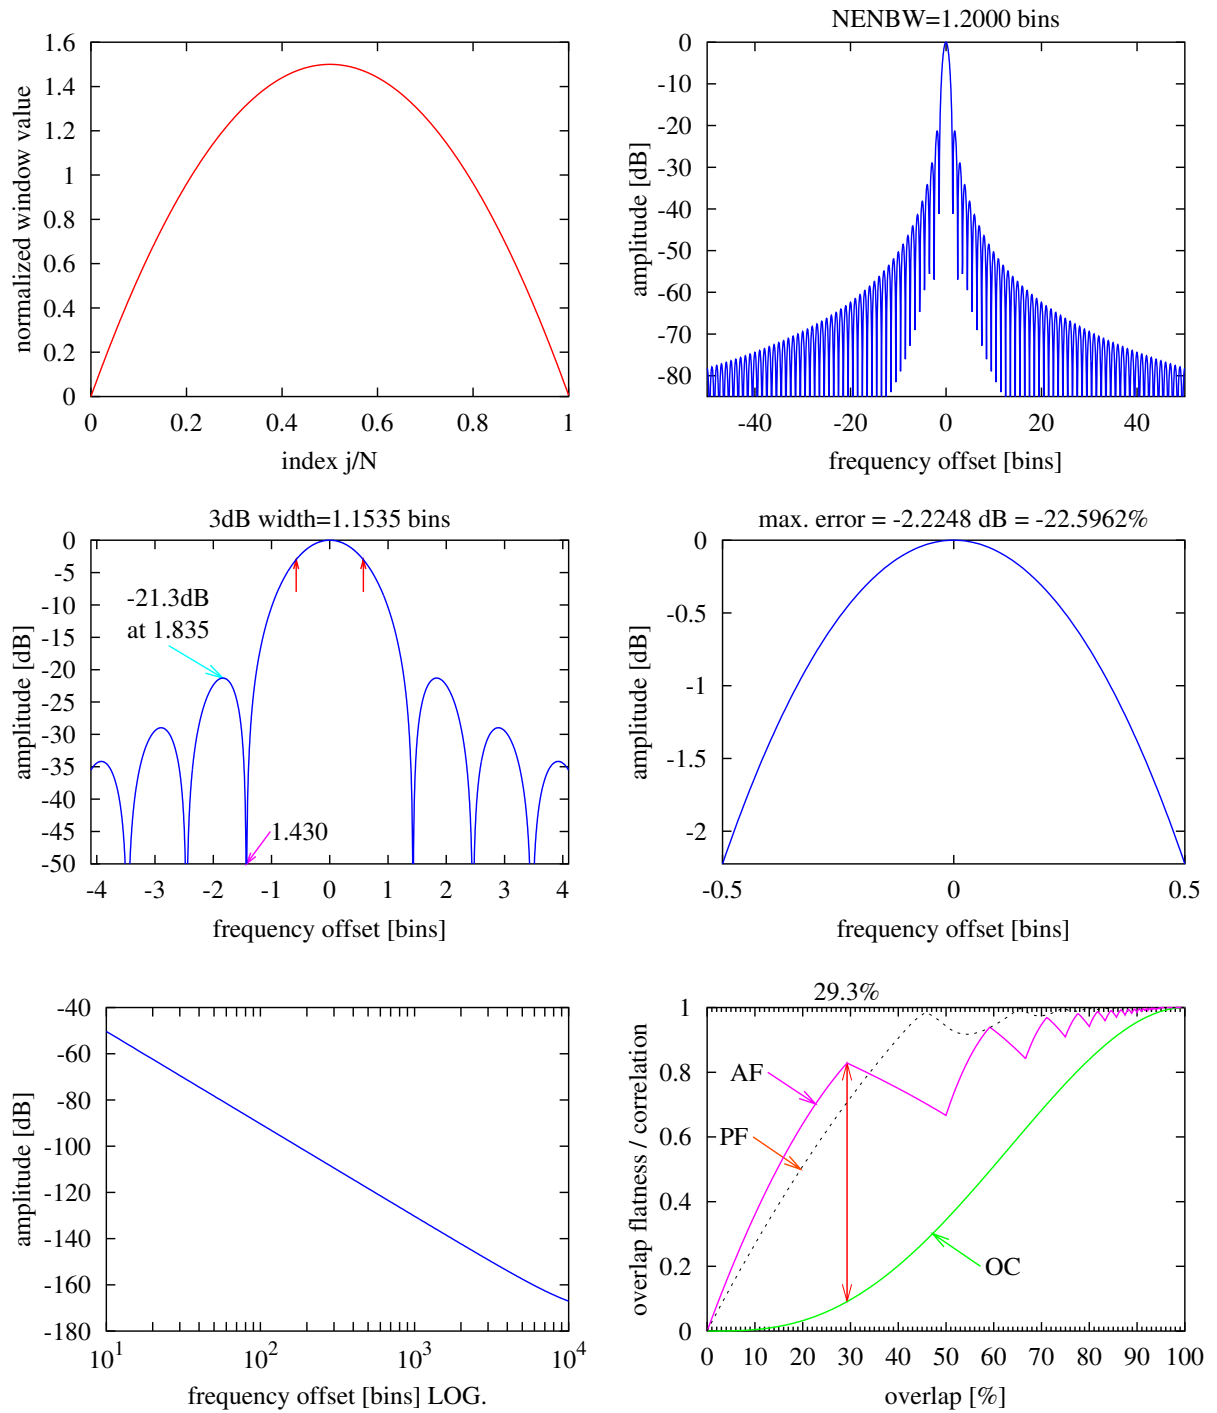 normalized window value
1.6
1.4
1.2
1
0.8
0.6
0.4
0.2
0
0 0.2 0.4 0.6 0.8 1
index j/N
NENBW=1.2000 bins
amplitude [dB]
0
-10
-20
-30
-40
-50
-60
-70
-80
-40 -20 0 20 40
frequency offset [bins]
3dB width=1.1535 bins
amplitude [dB]
0
-5
-10
-15
-20
-25
-30
-35
-40
-45
-50
-21.3dB
at 1.835
1.430
-4 -3 -2 -1 0 1 2 3 4
frequency offset [bins]
max. error = -2.2248 dB = -22.5962%
amplitude [dB]
0
-0.5
-1
-1.5
-2
-0.5 0 0.5
frequency offset [bins]
amplitude [dB]
-40
-60
-80
-100
-120
-140
-160
-180
10^1 10^2 10^3 10^4
frequency offset [bins] LOG.
29.3%
overlap flatness / correlation
1
0.8
0.6
0.4
0.2
0
AF
PF
OC
0 10 20 30 40 50 60 70 80 90 100
overlap [%]